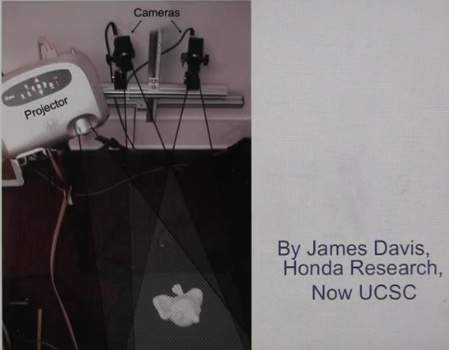 Cameras
Projector
By James Davis,
Honda Research,
Now UCSC